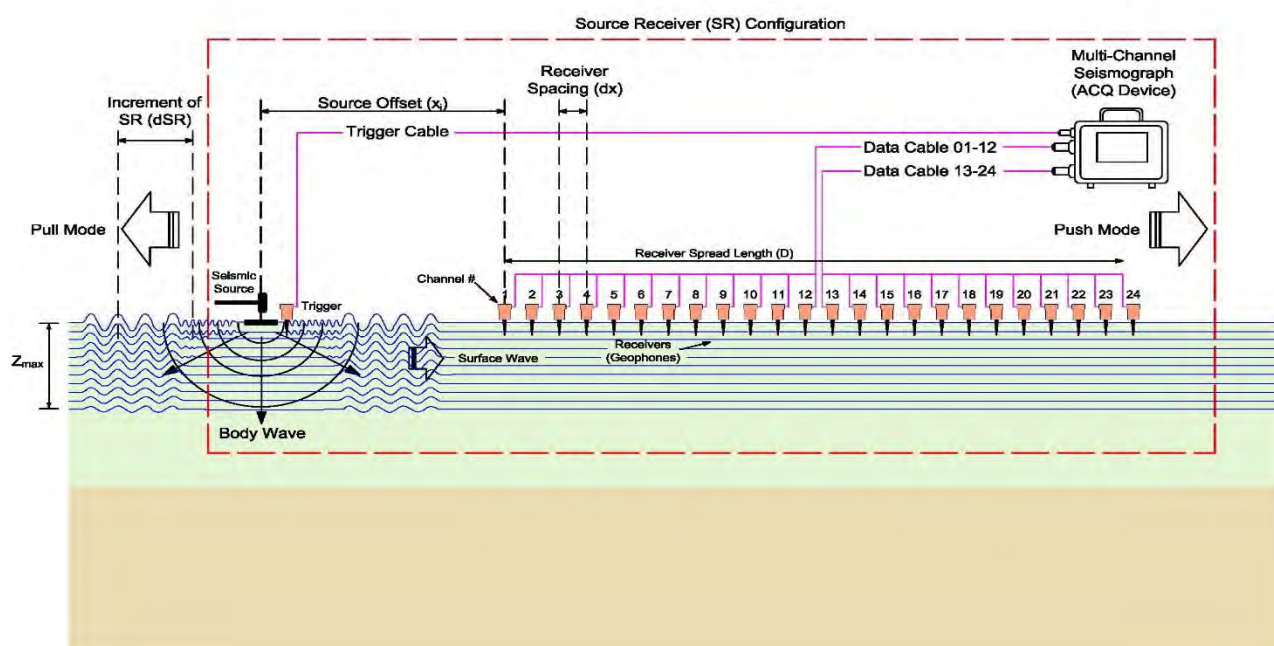 Source Receiver (SR) Configuration
Multi-Channel
Seismograph
(ACQ Device)
Receiver
Spacing (dx)
Increment of
SR (dSR)
Source Offset (xi)
Trigger Cable
Data Cable 01-12
Data Cable 13-24
Pull Mode
Push Mode
Receiver Spread Length (D)
Seismic
Source
Channel #
Trigger
1 2 3 4 5 6 7 8 9 10 11 12 13 14 15 16 17 18 19 20 21 22 23 24
Zmax
Surface Wave
Receivers
(Geophones)
Body Wave